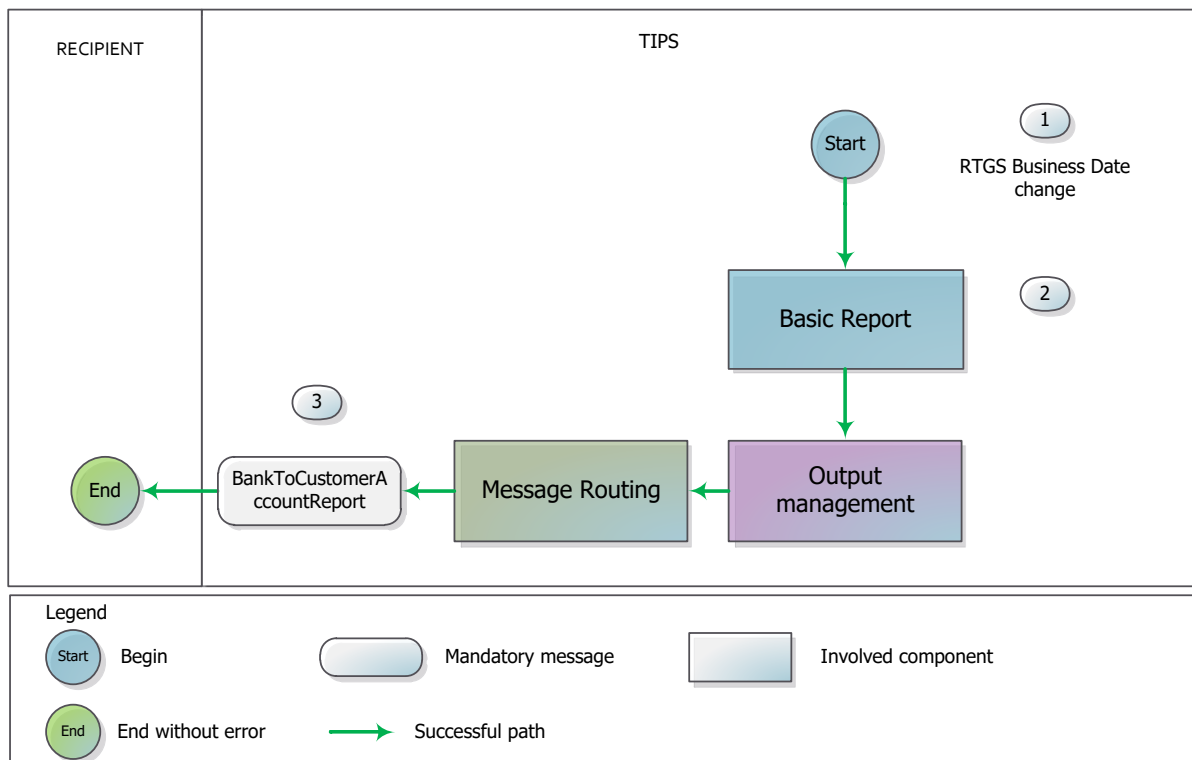 RECIPIENT
TIPS
Start
1
RTGS Business Date
change
Basic Report
2
3
End
BankToCustomerA
ccountReport
Message Routing
Output
management
Legend
Start
Begin
Mandatory message
Involved component
End
End without error
Successful path